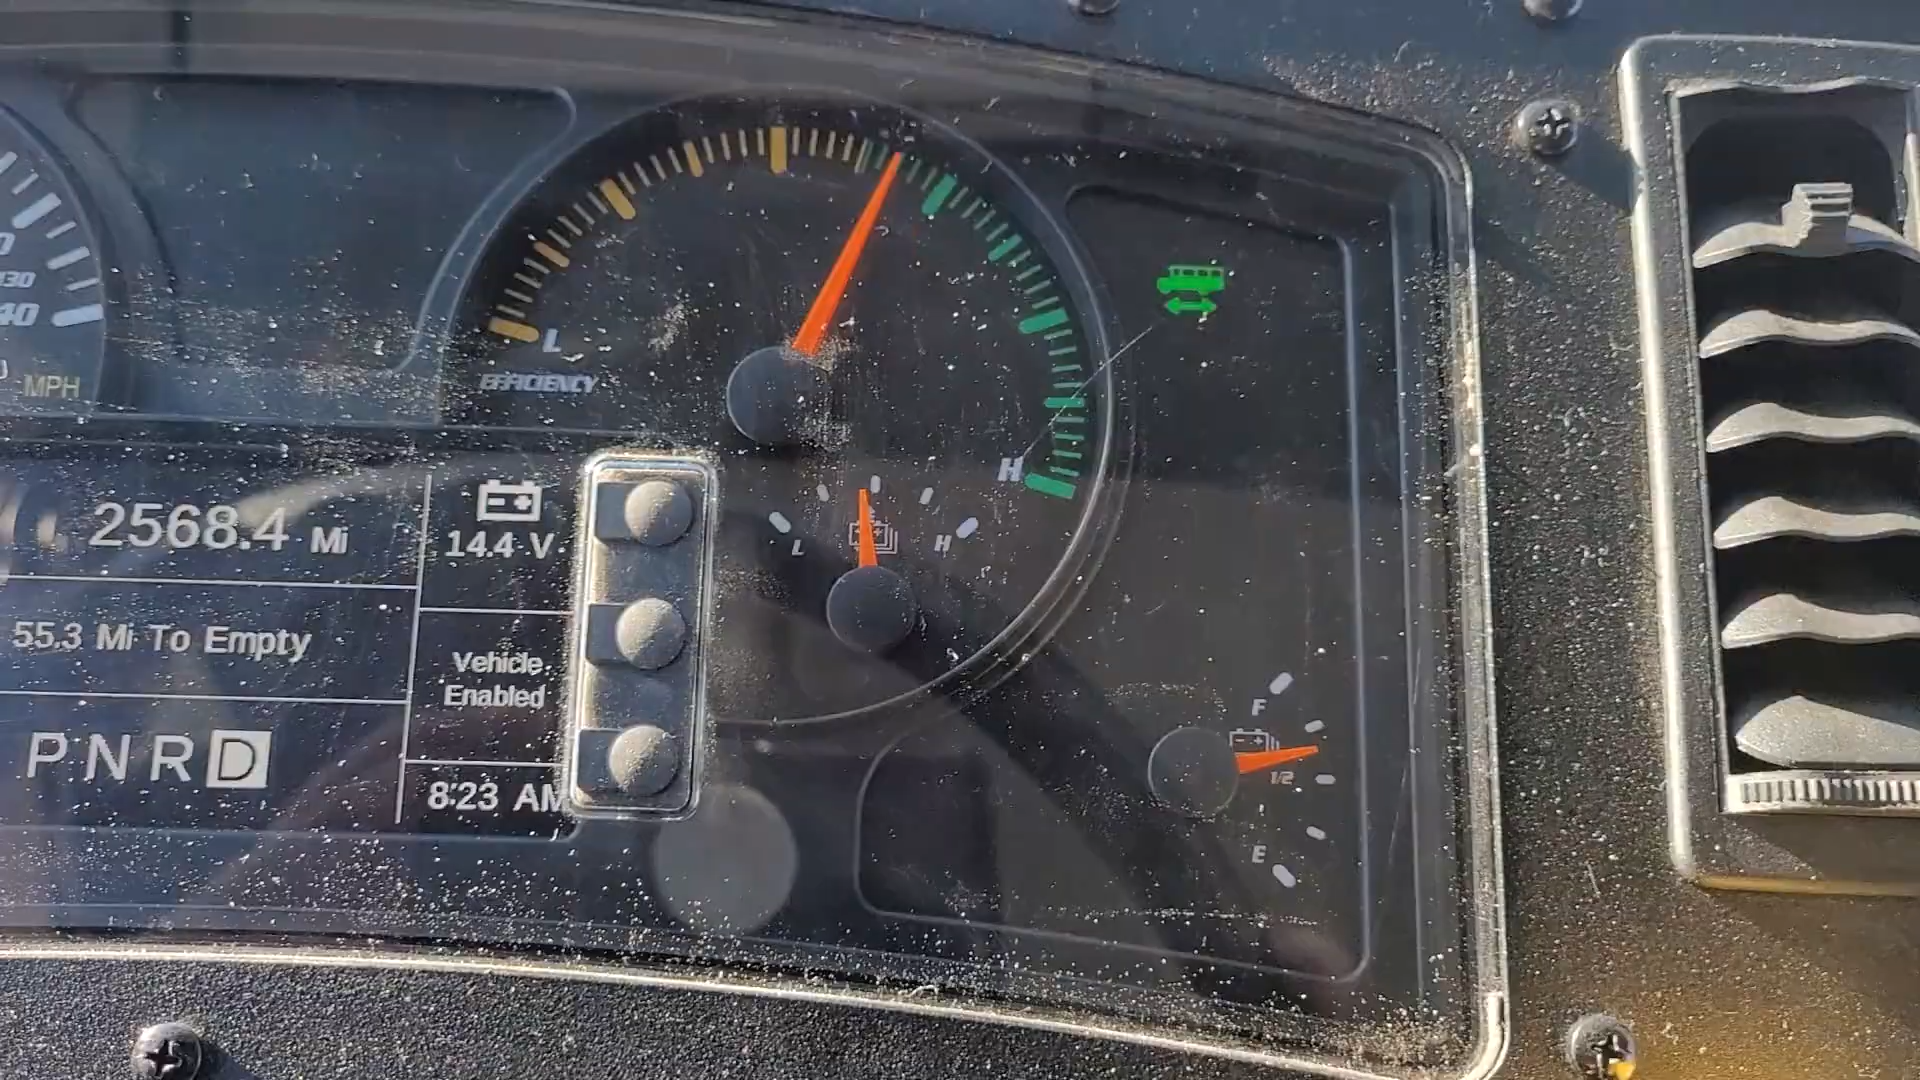 MPH
L
EFFICIENCY
H
2568.4 Mi
14.4 V
L
H
55.3 Mi To Empty
Vehicle
Enabled
F
1/2
E
P N R D
8:23 AM